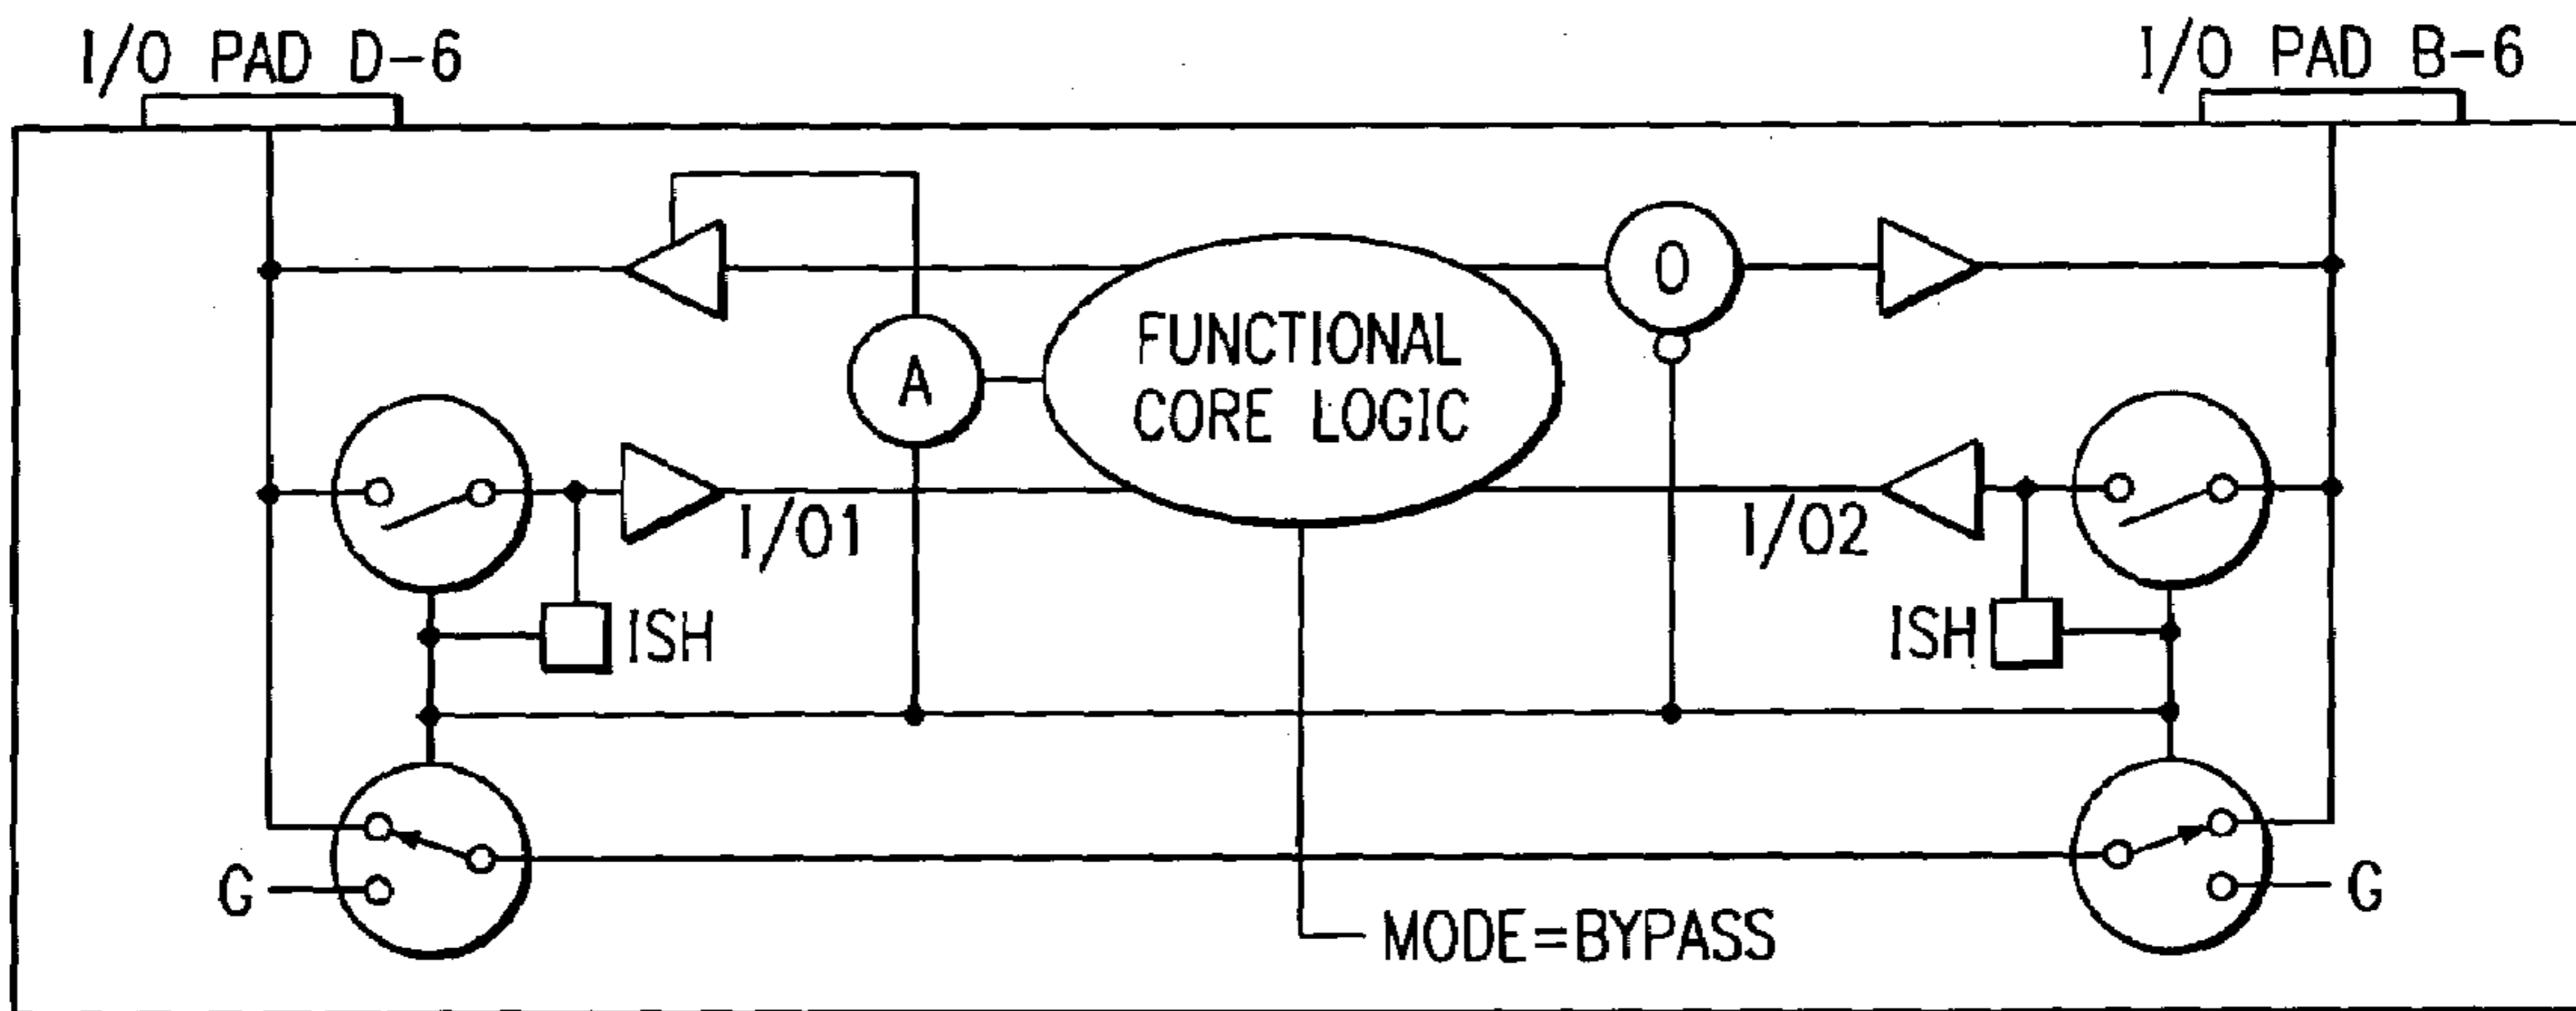 I/O PAD D-6
I/O PAD B-6
O
FUNCTIONAL
CORE LOGIC
A
I/O1
I/O2
ISH
ISH
G
G
MODE=BYPASS